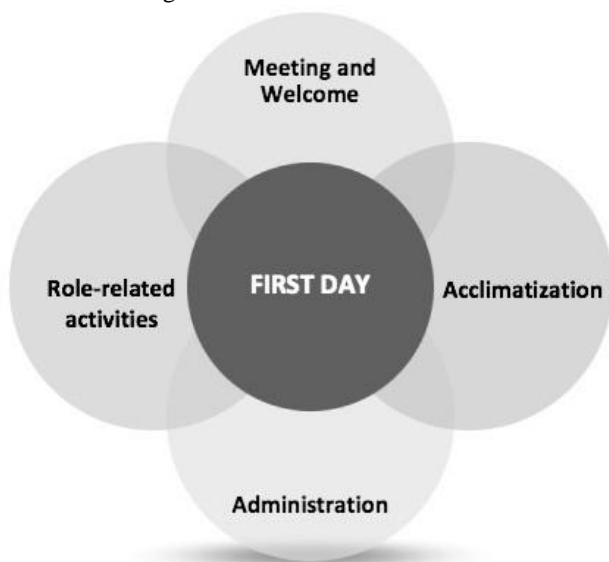 Meeting and
Welcome
Role-related
activities
FIRST DAY
Acclimatization
Administration